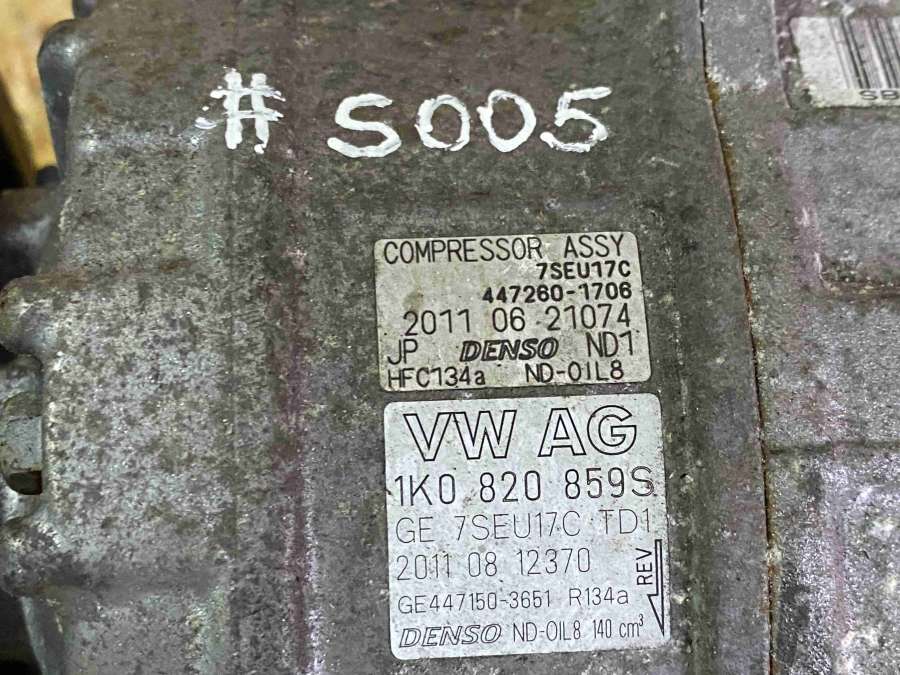 # S005
SB
COMPRESSOR ASSY
7SEU17C
447260-1706
2011 06 21074
JP DENSO ND1
HFC134a ND-OIL8
VW AG
1K0 820 859S
GE 7SEU17C TD1
2011 08 12370
GE447150-3651 R134a
REV
DENSO ND-OIL8 140 cm³